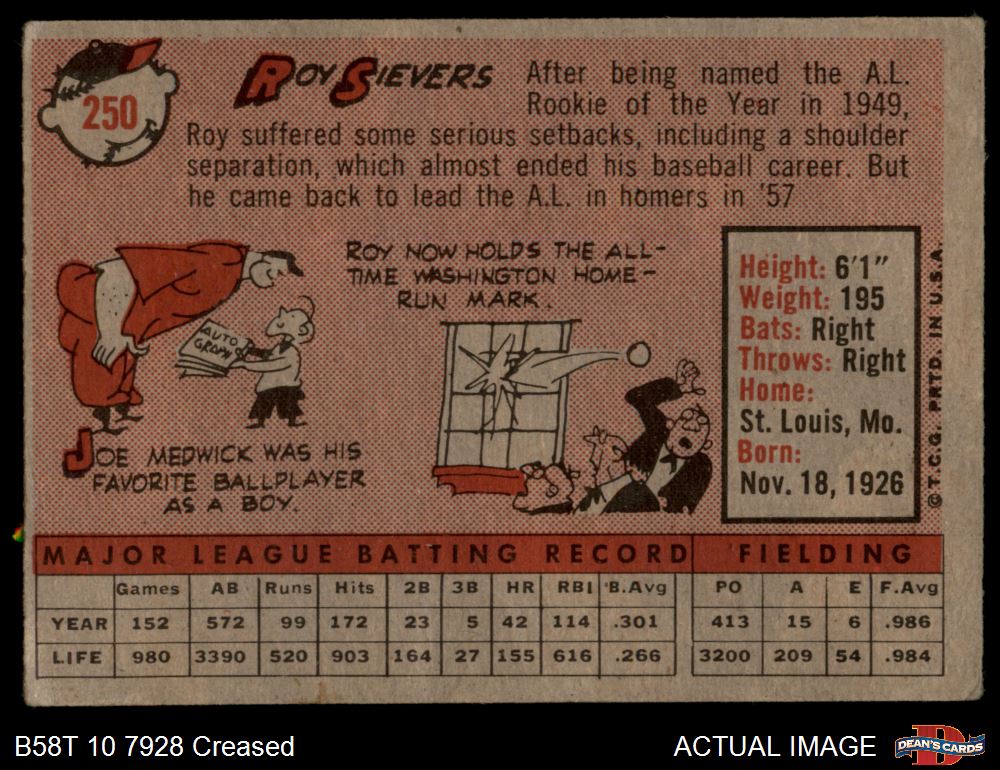 250
ROY SIEVERS
After being named the A.L.
Rookie of the Year in 1949,
Roy suffered some serious setbacks, including a shoulder
separation, which almost ended his baseball career. But
he came back to lead the A.L. in homers in '57
AUTO
GRAPH
JOE MEDWICK WAS HIS
FAVORITE BALLPLAYER
AS A BOY.
ROY NOW HOLDS THE ALL-
TIME WASHINGTON HOME-
RUN MARK.
Height: 6'1"
Weight: 195
Bats: Right
Throws: Right
Home:
St. Louis, Mo.
Born:
Nov. 18, 1926
©T.C.G. PRTD. IN U.S.A.
MAJOR LEAGUE BATTING RECORD FIELDING
Games AB Runs Hits 2B 3B HR RBI B.Avg PO A E F.Avg
YEAR 152 572 99 172 23 5 42 114 .301 413 15 6 .986
LIFE 980 3390 520 903 164 27 155 616 .266 3200 209 54 .984
B58T 10 7928 Creased ACTUAL IMAGE DEAN'S CARDS